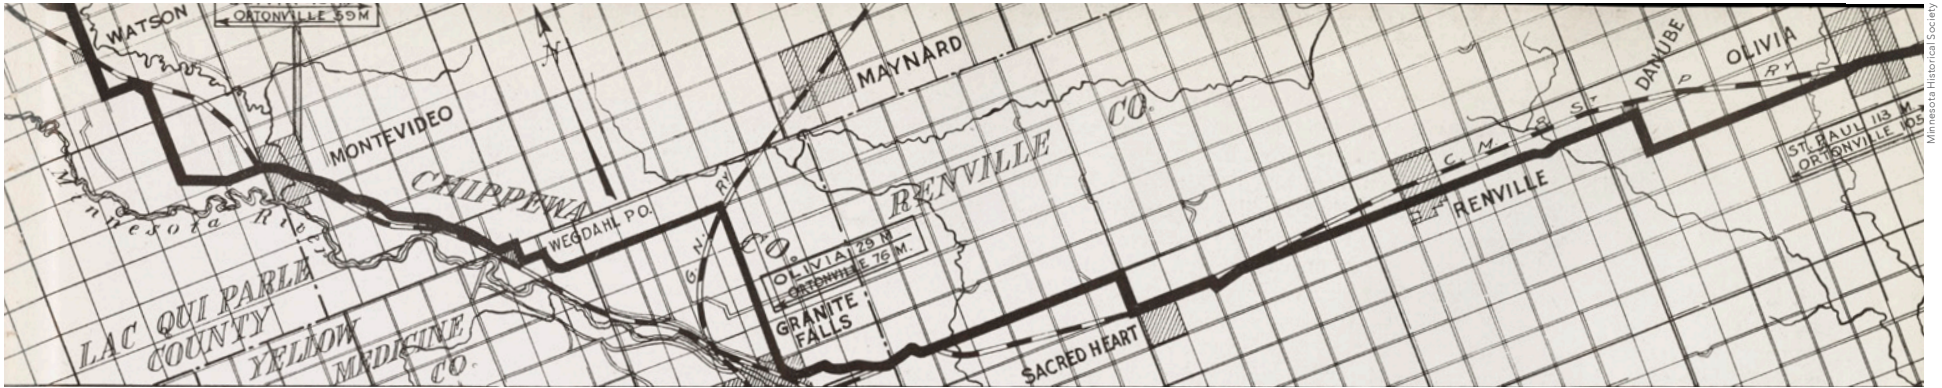 WATSON
ORTONVILLE 59 M
N
MAYNARD
MONTEVIDEO
CHIPPEWA
CO.
WEGDAHL P.O.
G. N. RY
RENVILLE
CO.
Minnesota River
LAC QUI PARLE
COUNTY
YELLOW
MEDICINE
CO.
OLIVIA 29 M
ORTONVILLE 76 M.
GRANITE
FALLS
SACRED HEART
RENVILLE
C M & ST P RY
DANUBE
OLIVIA
ST. PAUL 113 M
ORTONVILLE 105
Minnesota Historical Society